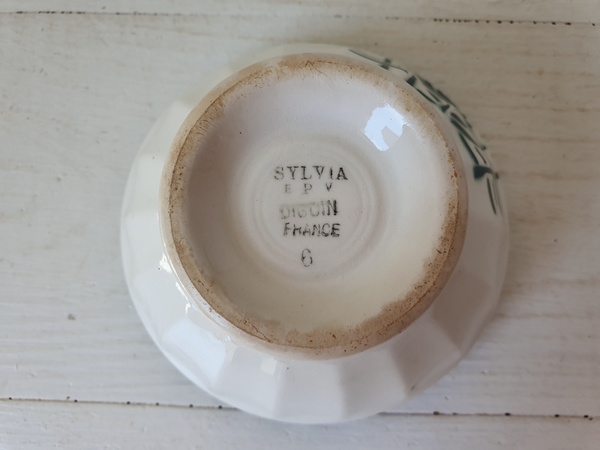 SYLVIA
E P V
DIGOIN
FRANCE
6